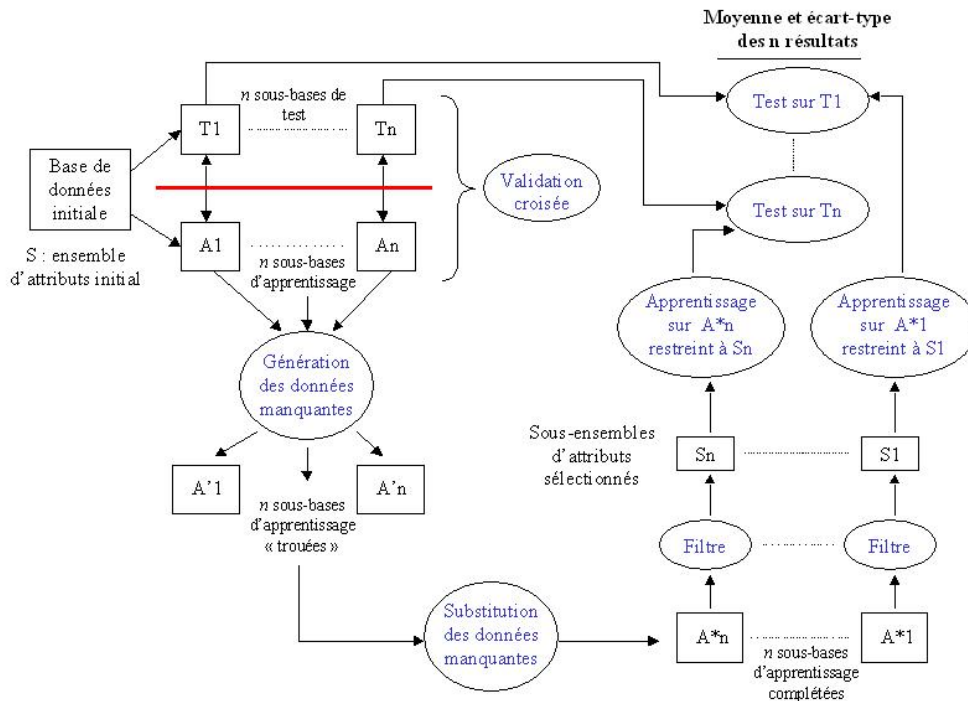 Moyenne et écart-type
des n résultats
Test sur T1
Test sur Tn
n sous-bases de
test
T1
Tn
Base de
données
initiale
S : ensemble
d'attributs initial
A1
An
n sous-bases
d'apprentissage
Validation
croisée
Génération
des données
manquantes
A'1
A'n
n sous-bases
d'apprentissage
« trouées »
Substitution
des données
manquantes
Apprentissage
sur A*n
restreint à Sn
Apprentissage
sur A*1
restreint à S1
Sous-ensembles
d'attributs
sélectionnés
Sn
S1
Filtre
Filtre
A*n
A*1
n sous-bases
d'apprentissage
complétées